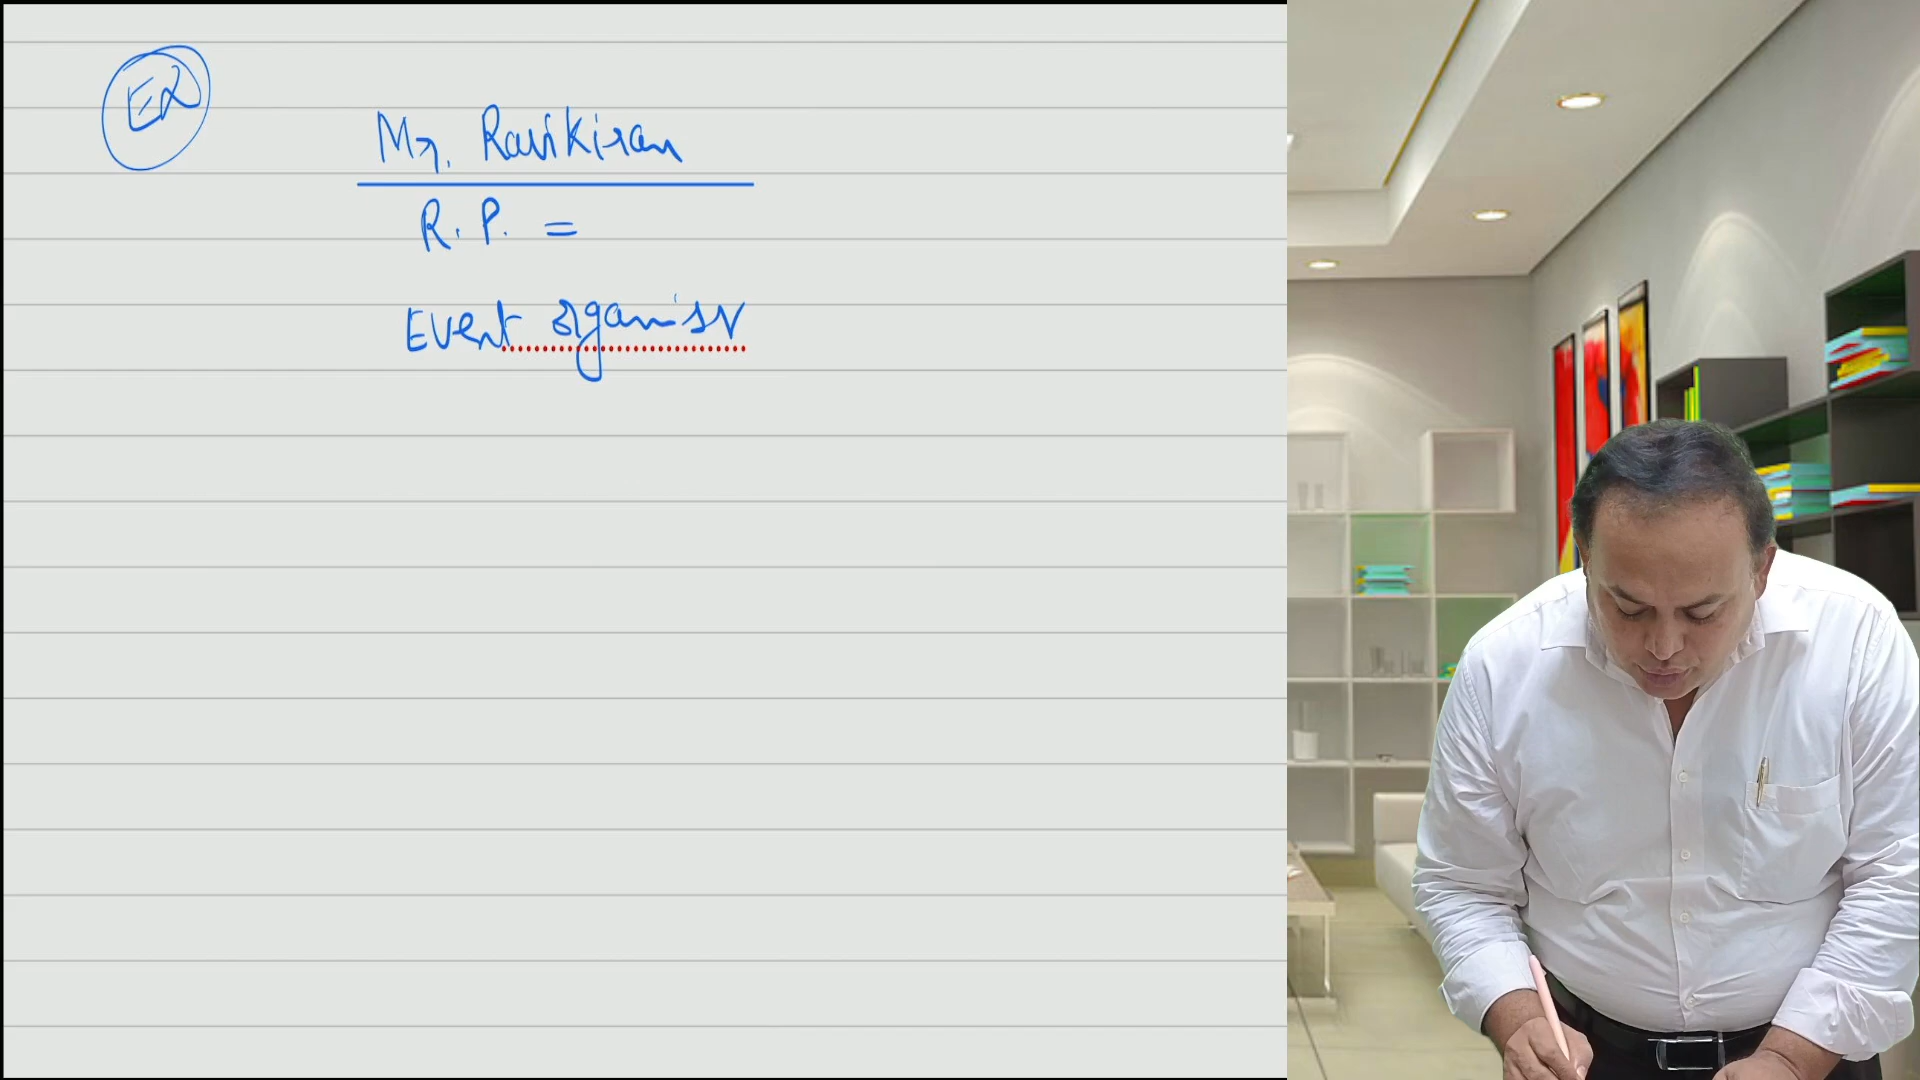 Ex
Mr. Ravikiran
R. P. =
Event organiser